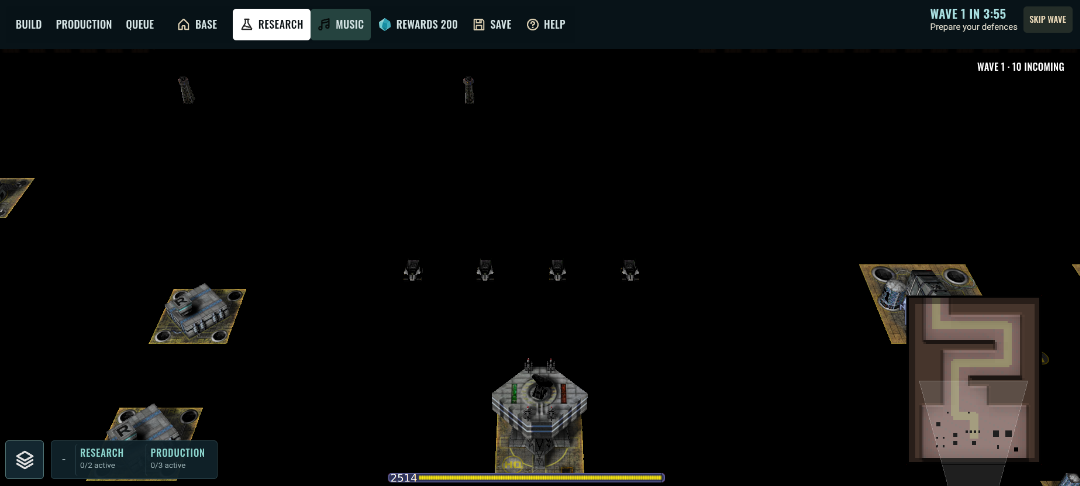 BUILD PRODUCTION QUEUE BASE RESEARCH MUSIC REWARDS 200 SAVE HELP
WAVE 1 IN 3:55
Prepare your defences
SKIP WAVE
WAVE 1 · 10 INCOMING
R
R
- RESEARCH PRODUCTION
0/2 active 0/3 active
2514